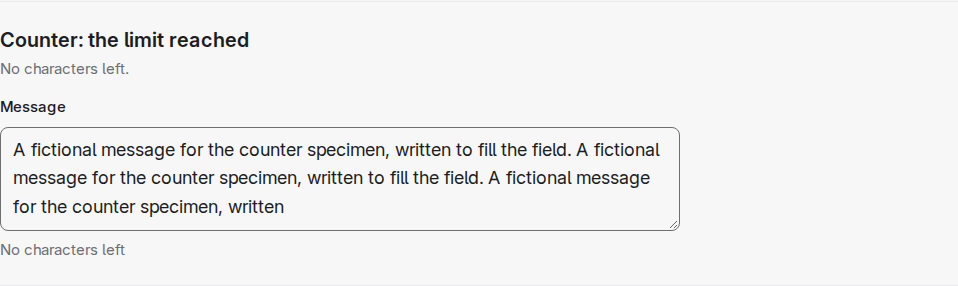 Counter: the limit reached
No characters left.
Message
A fictional message for the counter specimen, written to fill the field. A fictional
message for the counter specimen, written to fill the field. A fictional message
for the counter specimen, written
No characters left